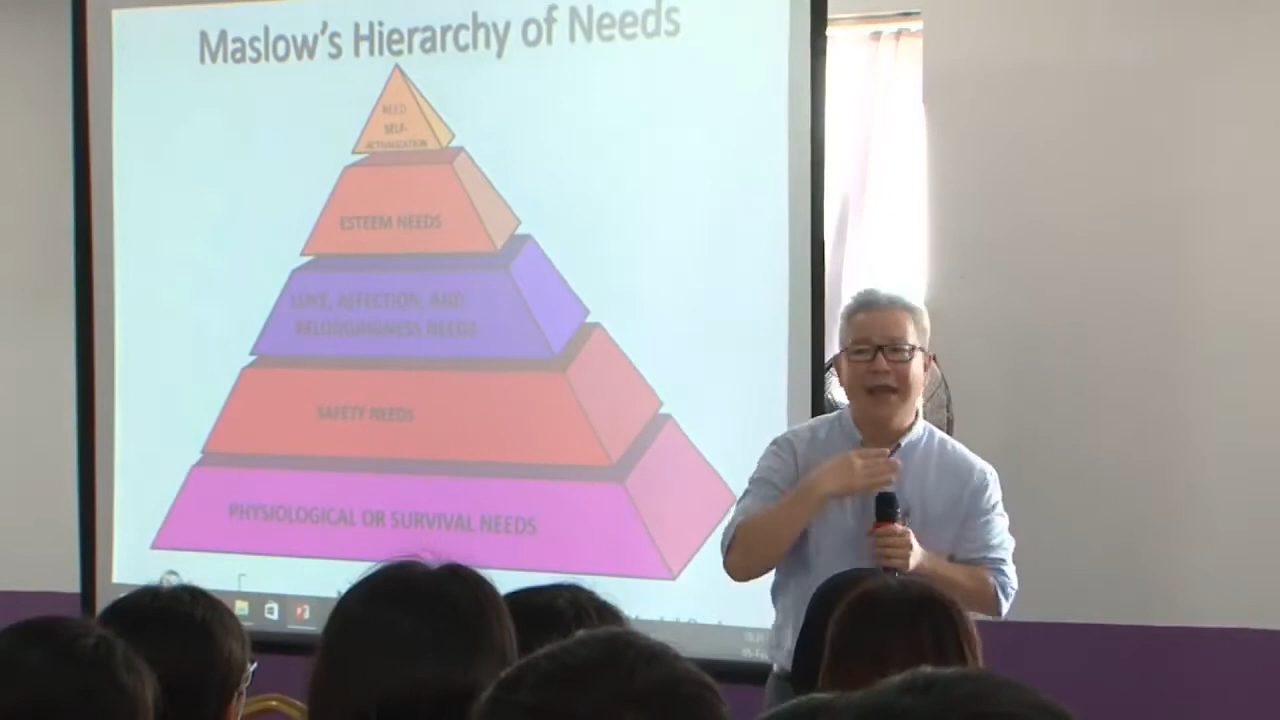 Maslow's Hierarchy of Needs
NEED
SELF-
ACTUALIZATION
ESTEEM NEEDS
LOVE, AFFECTION, AND
BELONGINGNESS NEEDS
SAFETY NEEDS
PHYSIOLOGICAL OR SURVIVAL NEEDS